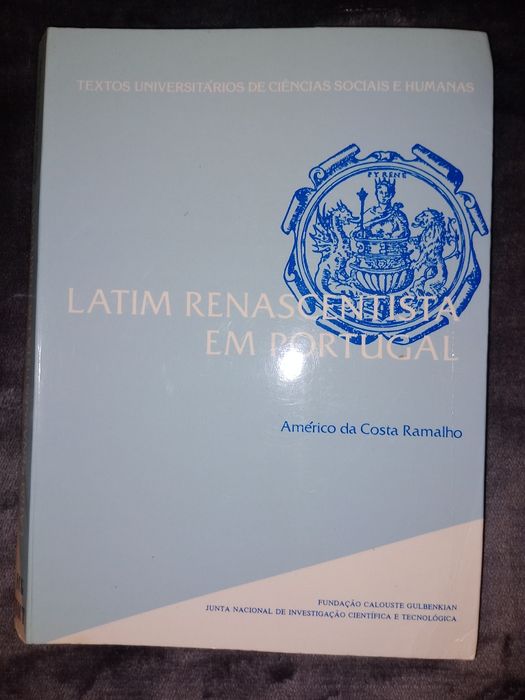 TEXTOS UNIVERSITÁRIOS DE CIÊNCIAS SOCIAIS E HUMANAS
PYRENE
LATIM RENASCENTISTA
EM PORTUGAL
Américo da Costa Ramalho
FUNDAÇÃO CALOUSTE GULBENKIAN
JUNTA NACIONAL DE INVESTIGAÇÃO CIENTÍFICA E TECNOLÓGICA